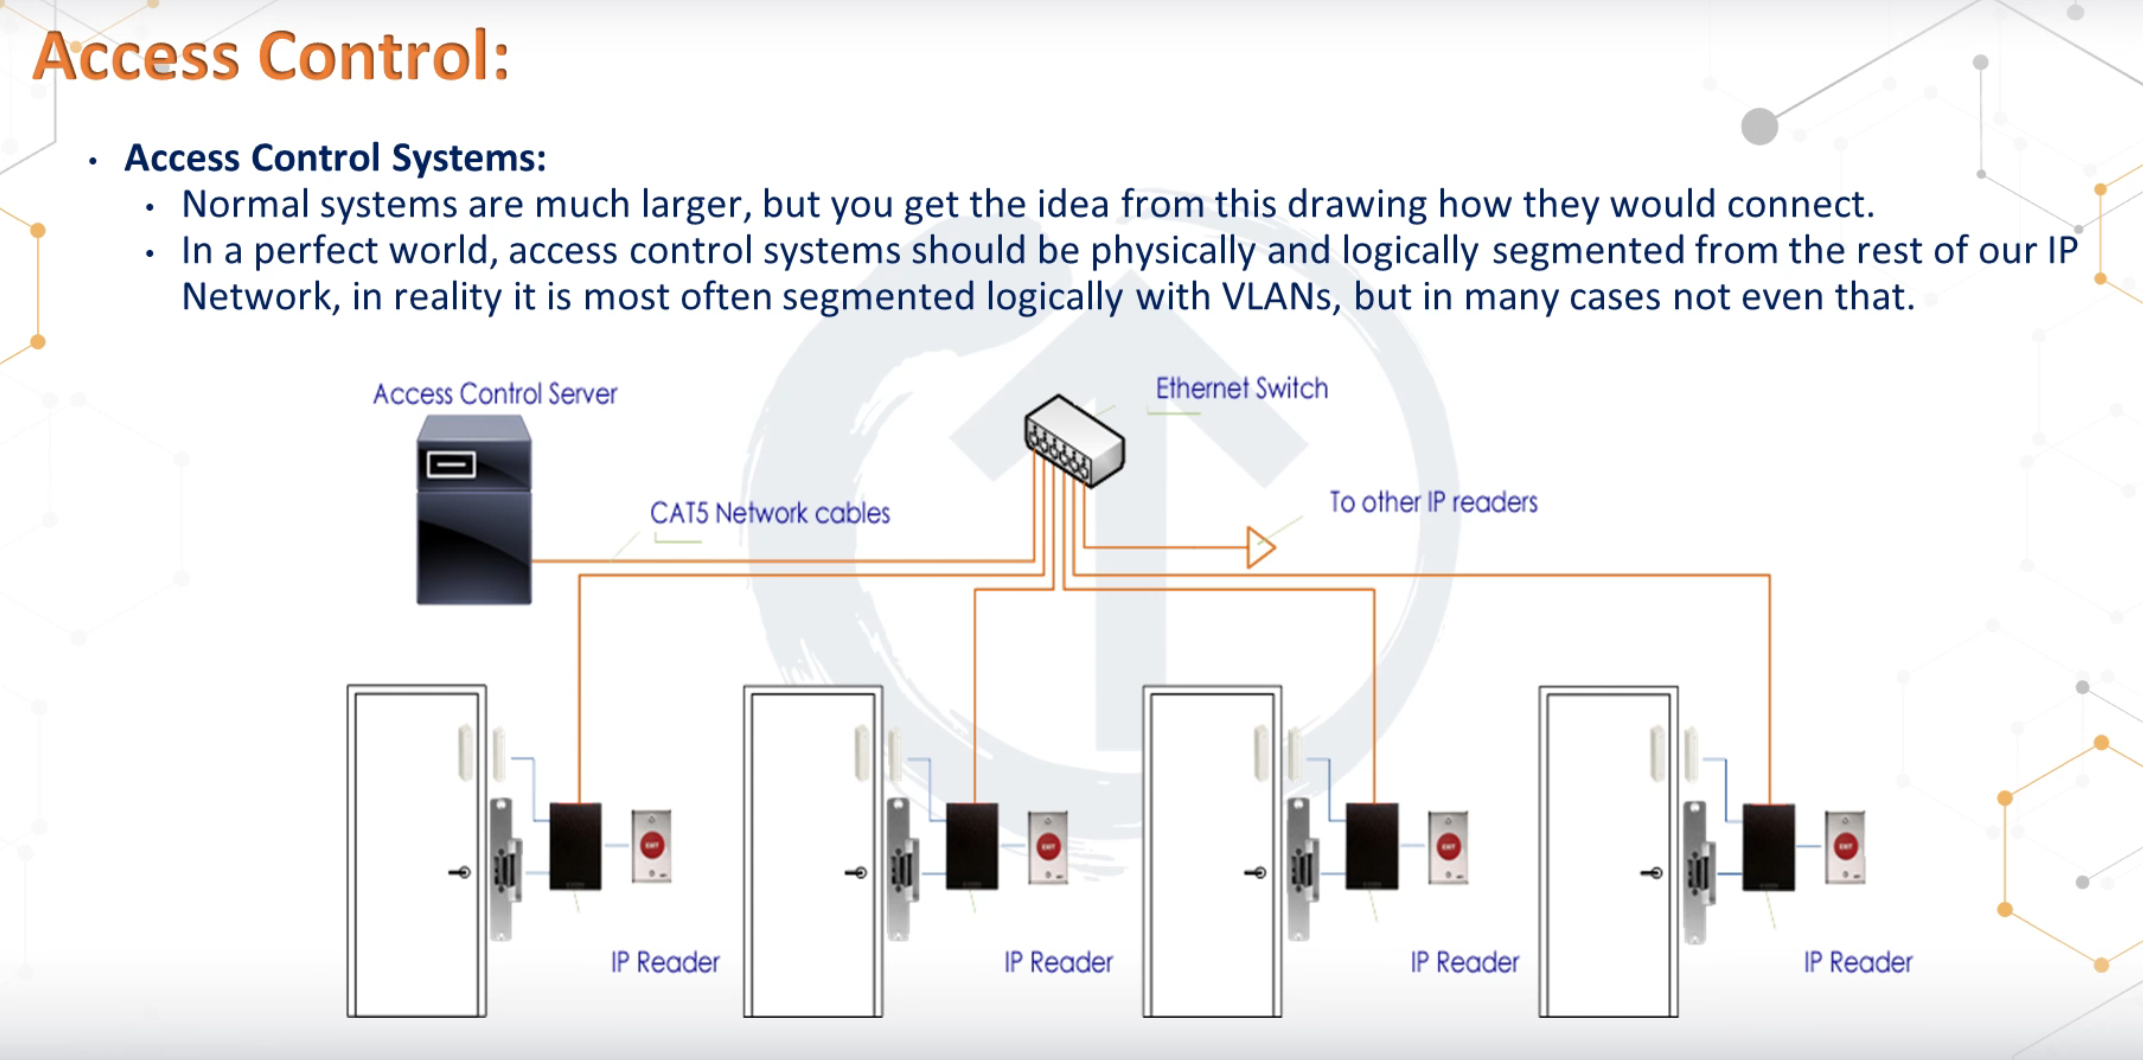 Access Control:
• Access Control Systems:
• Normal systems are much larger, but you get the idea from this drawing how they would connect.
• In a perfect world, access control systems should be physically and logically segmented from the rest of our IP
Network, in reality it is most often segmented logically with VLANs, but in many cases not even that.
Access Control Server
Ethernet Switch
CAT5 Network cables
To other IP readers
EXIT
EXIT
EXIT
EXIT
IP Reader
IP Reader
IP Reader
IP Reader